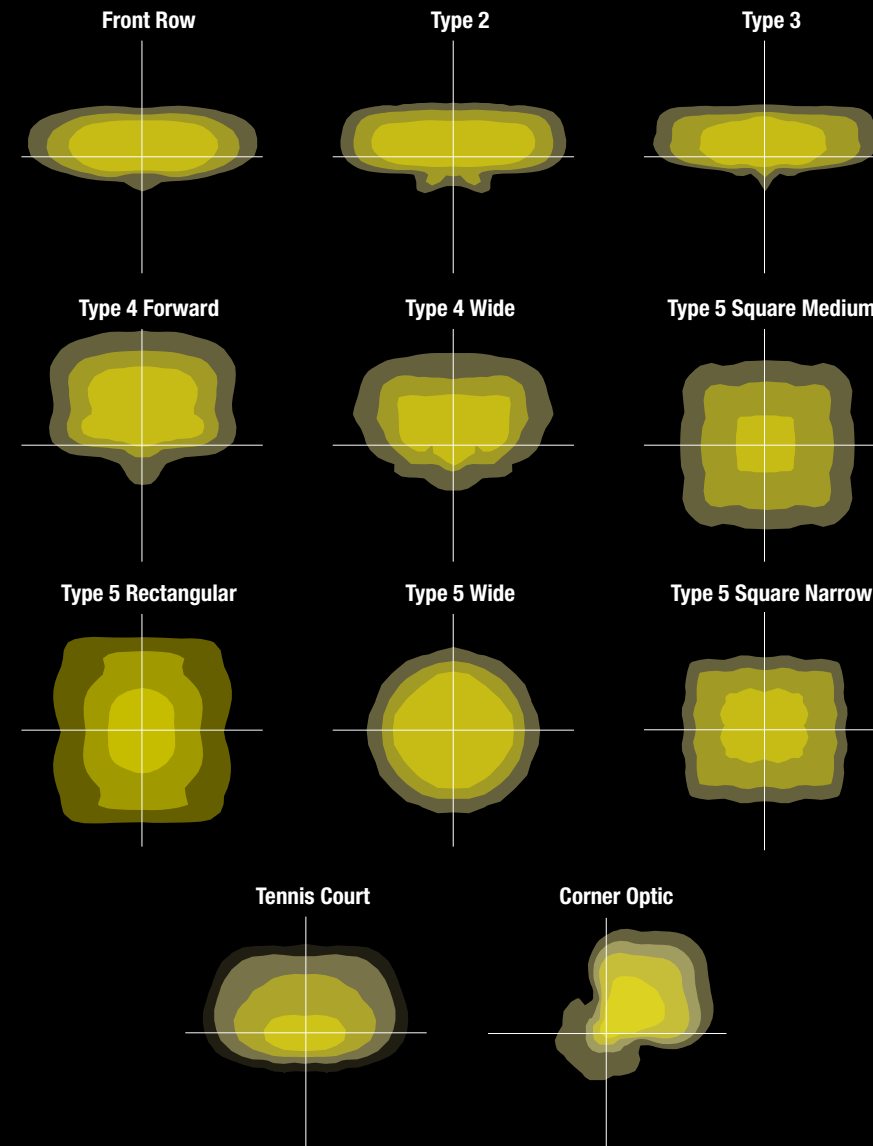 Front Row
Type 2
Type 3
Type 4 Forward
Type 4 Wide
Type 5 Square Medium
Type 5 Rectangular
Type 5 Wide
Type 5 Square Narrow
Tennis Court
Corner Optic